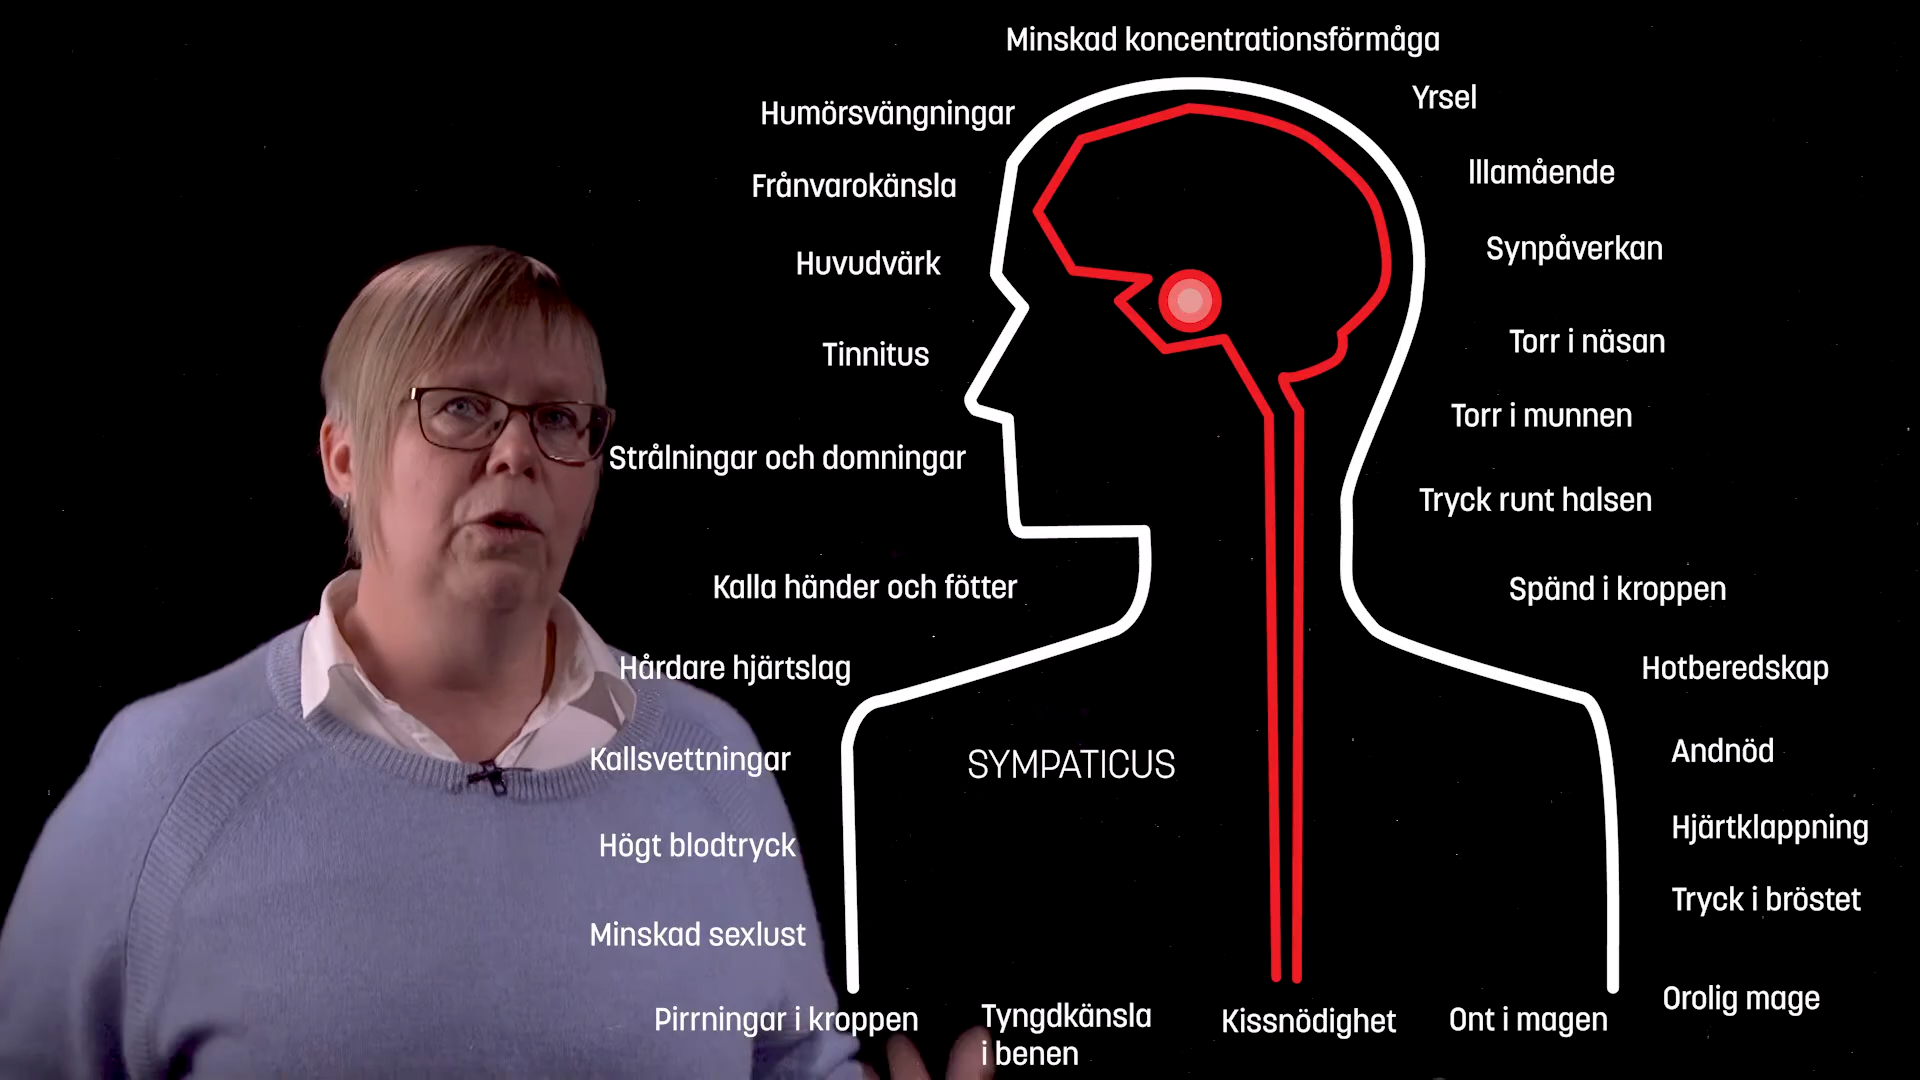 Minskad koncentrationsförmåga
Yrsel
Humörsvängningar
Illamående
Frånvarokänsla
Synpåverkan
Huvudvärk
Torr i näsan
Tinnitus
Torr i munnen
Strålningar och domningar
Tryck runt halsen
Kalla händer och fötter
Spänd i kroppen
Hårdare hjärtslag
Hotberedskap
Kallsvettningar
SYMPATICUS
Andnöd
Hjärtklappning
Högt blodtryck
Tryck i bröstet
Minskad sexlust
Orolig mage
Pirrningar i kroppen
Tyngdkänsla
i benen
Kissnödighet
Ont i magen